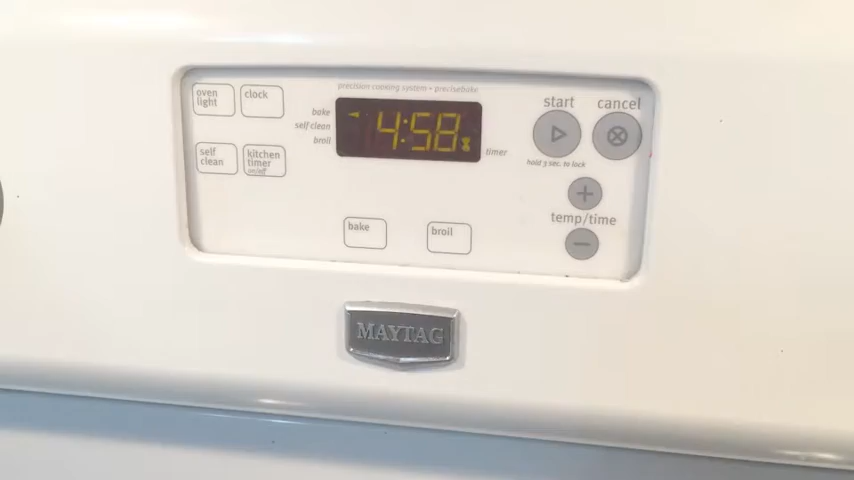 precision cooking system - precisebake
oven light
clock
bake
self clean
broil
4:58
timer
start
cancel
hold 3 sec. to lock
self clean
kitchen timer on/off
temp/time
bake
broil
MAYTAG